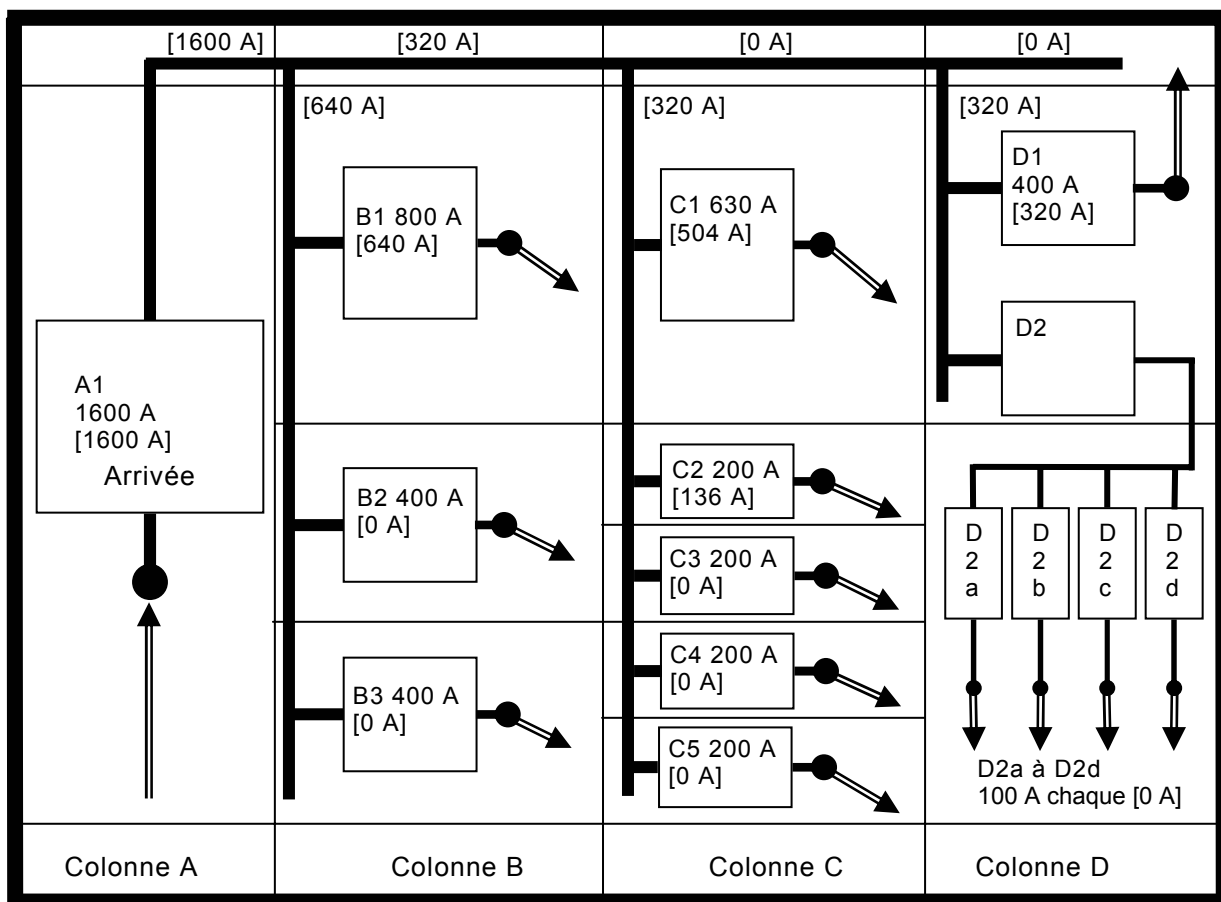 [1600 A] [320 A] [0 A] [0 A]
[640 A] [320 A] [320 A]
A1
1600 A
[1600 A]
Arrivée
B1 800 A
[640 A]
B2 400 A
[0 A]
B3 400 A
[0 A]
C1 630 A
[504 A]
C2 200 A
[136 A]
C3 200 A
[0 A]
C4 200 A
[0 A]
C5 200 A
[0 A]
D1
400 A
[320 A]
D2
D
2
a
D
2
b
D
2
c
D
2
d
D2a à D2d
100 A chaque [0 A]
Colonne A Colonne B Colonne C Colonne D